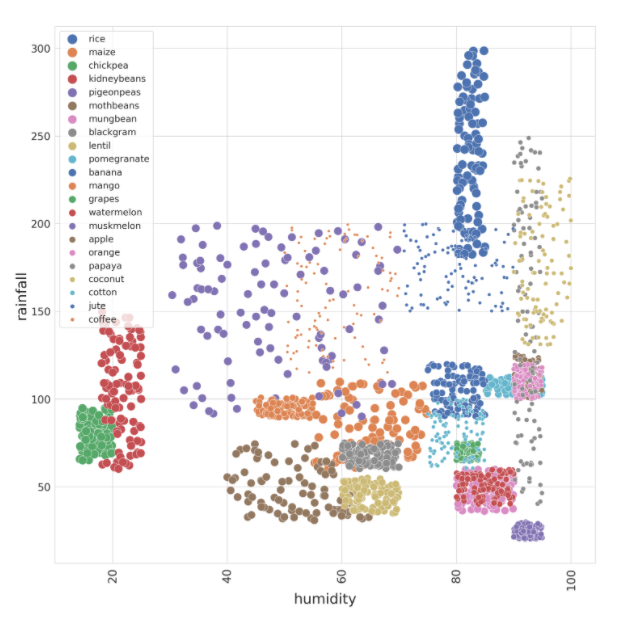 300
250
200
150
100
50
rainfall
rice
maize
chickpea
kidneybeans
pigeonpeas
mothbeans
mungbean
blackgram
lentil
pomegranate
banana
mango
grapes
watermelon
muskmelon
apple
orange
papaya
coconut
cotton
jute
coffee
20
40
60
80
100
humidity